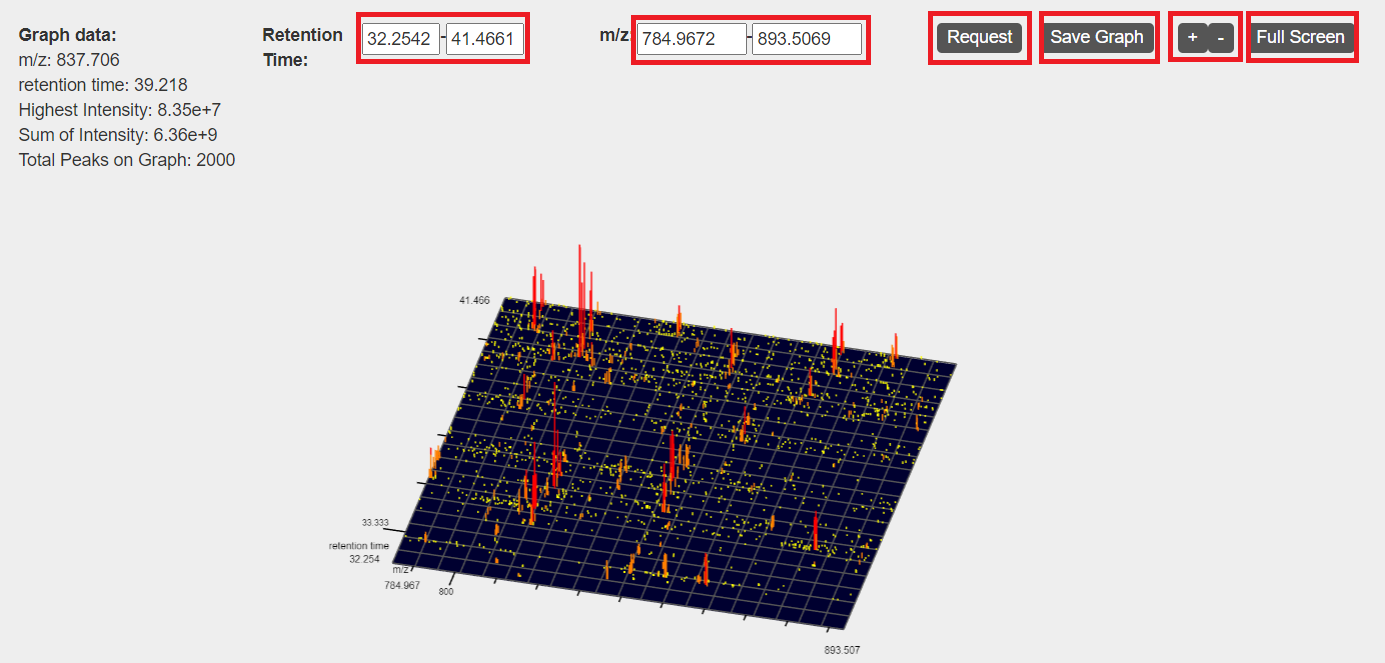 Graph data:
m/z: 837.706
retention time: 39.218
Highest Intensity: 8.35e+7
Sum of Intensity: 6.36e+9
Total Peaks on Graph: 2000
Retention Time:
32.2542 - 41.4661
m/z:
784.9672 - 893.5069
Request
Save Graph
+ -
Full Screen
41.466
33.333
retention time
32.254
m/z
784.967
800
893.507